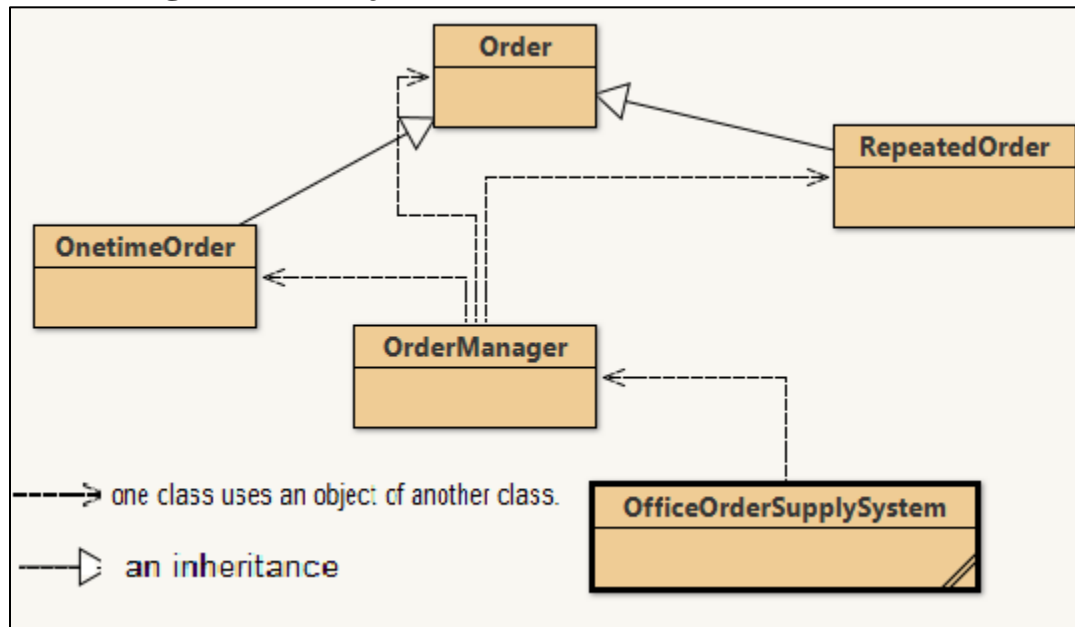 Order
RepeatedOrder
OnetimeOrder
OrderManager
one class uses an object of another class.
OfficeOrderSupplySystem
an inheritance